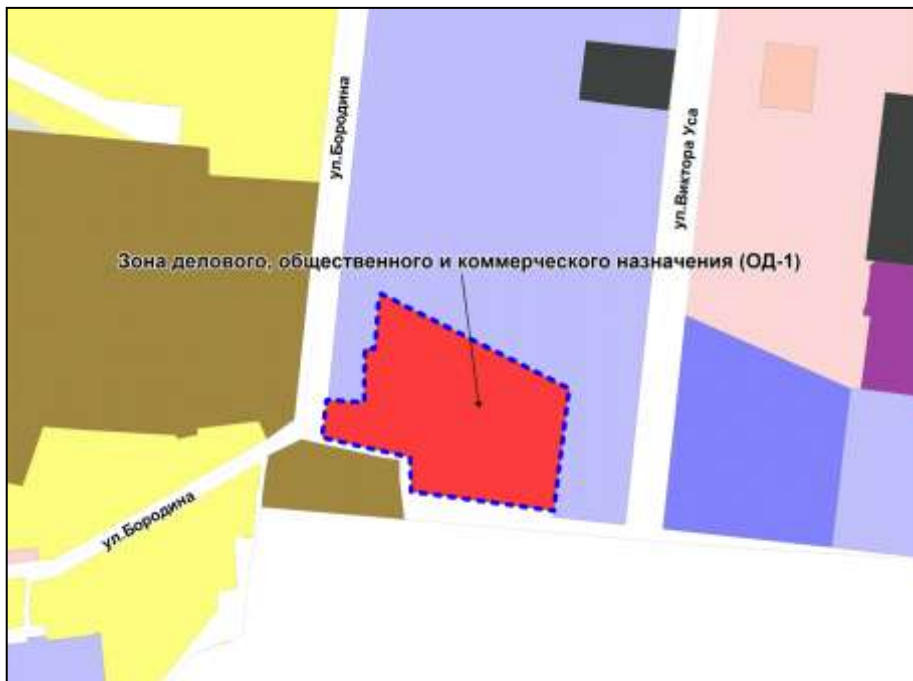 ул.Бородина
ул.Виктора Уса
Зона делового, общественного и коммерческого назначения (ОД-1)
ул.Бородина